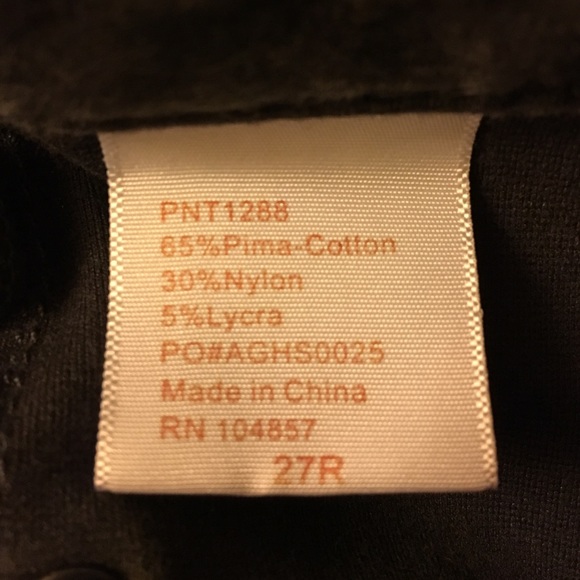 PNT1288
65%Pima-Cotton
30%Nylon
5%Lycra
PO#AGHS0025
Made in China
RN 104857
27R